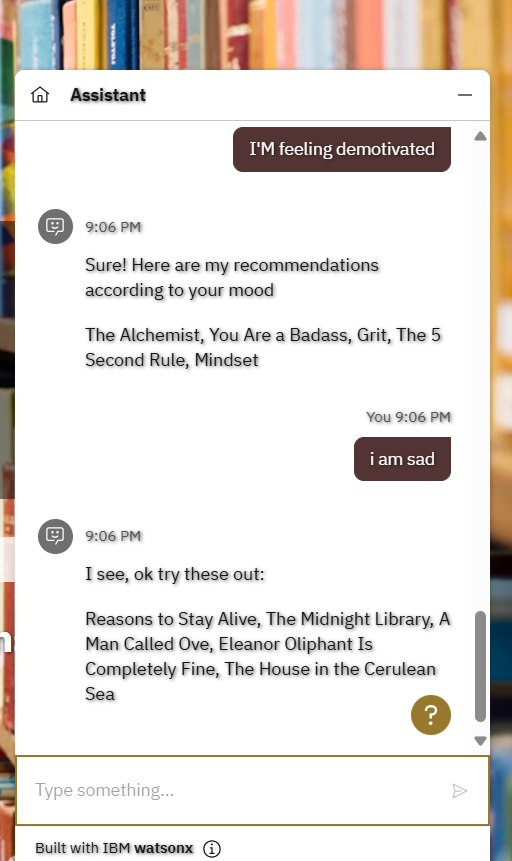 TOLSTOJ
Assistant
I'M feeling demotivated
9:06 PM
Sure! Here are my recommendations
according to your mood
The Alchemist, You Are a Badass, Grit, The 5
Second Rule, Mindset
You 9:06 PM
i am sad
9:06 PM
I see, ok try these out:
Reasons to Stay Alive, The Midnight Library, A
Man Called Ove, Eleanor Oliphant Is
Completely Fine, The House in the Cerulean
Sea
?
Type something...
Built with IBM watsonx